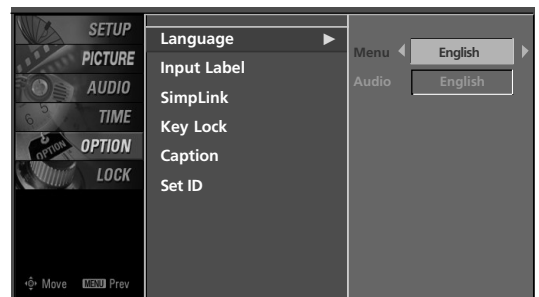 SETUP
PICTURE
AUDIO
TIME
OPTION
LOCK
Move MENU Prev
Language
Input Label
SimpLink
Key Lock
Caption
Set ID
Menu English
Audio English